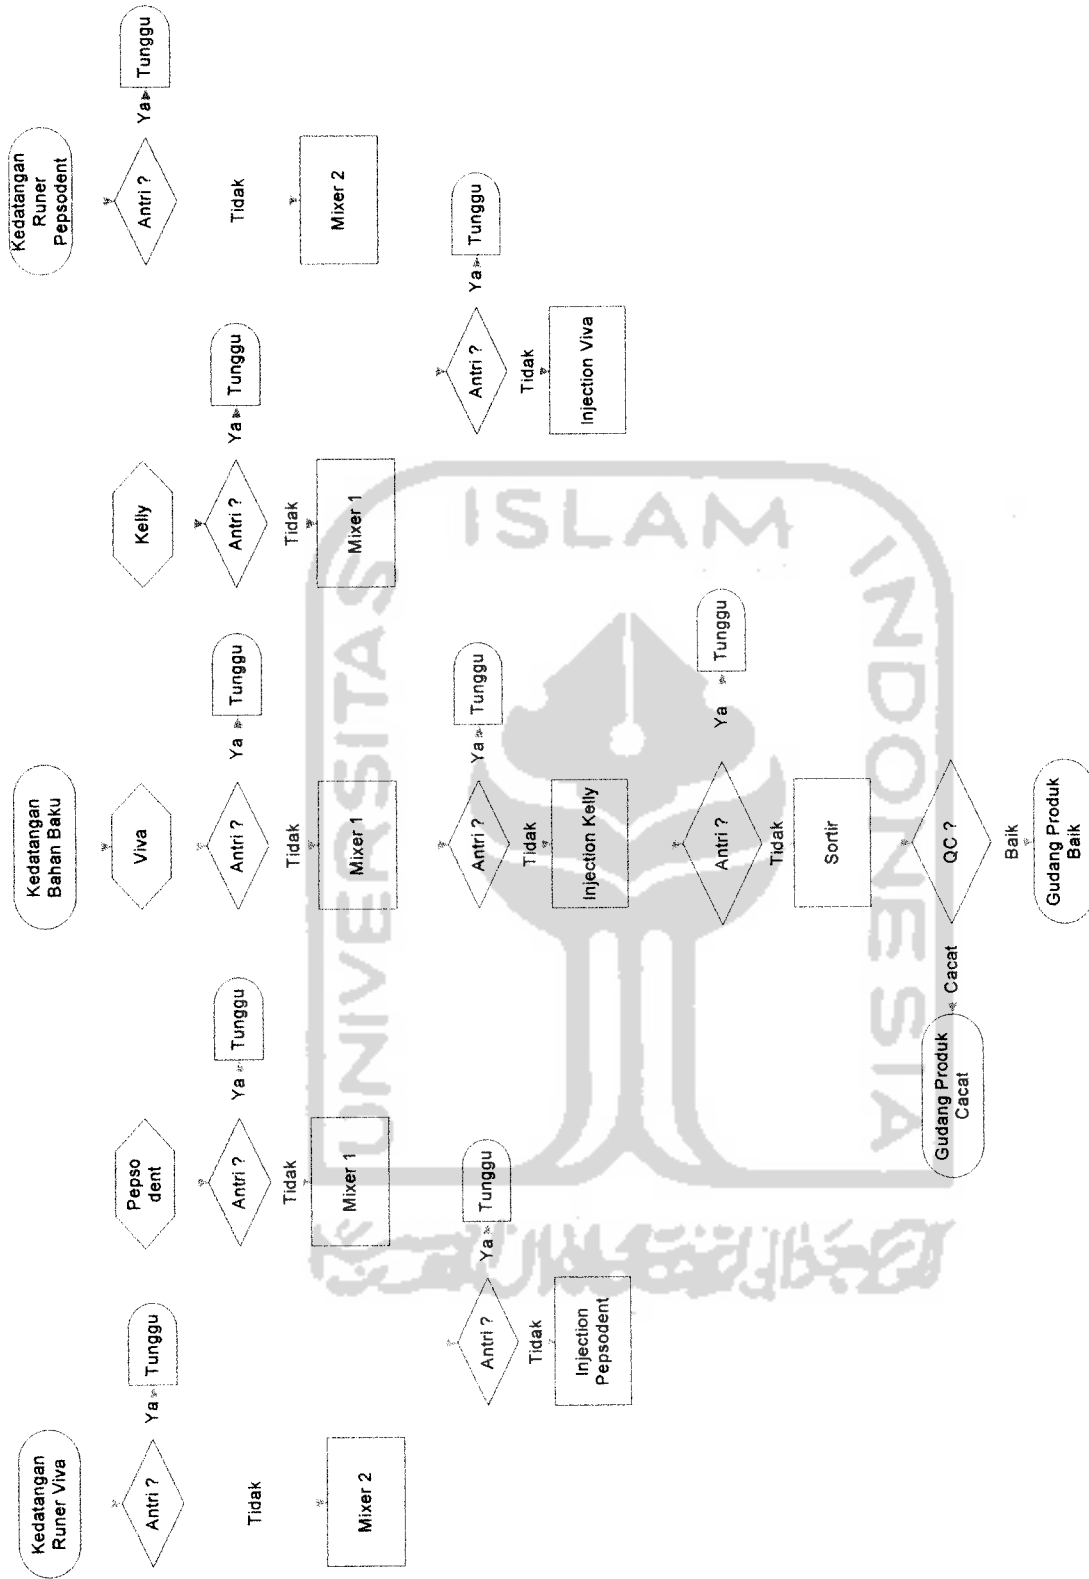 Kedatangan
Runer Viva
Antri ?
Ya
Tunggu
Tidak
Mixer 2
Kedatangan
Bahan Baku
Pepso
dent
Antri ?
Ya
Tunggu
Tidak
Mixer 1
Viva
Antri ?
Ya
Tunggu
Tidak
Mixer 1
Kelly
Antri ?
Ya
Tunggu
Tidak
Mixer 1
Kedatangan
Runer
Pepsodent
Antri ?
Ya
Tunggu
Tidak
Mixer 2
Antri ?
Ya
Tunggu
Tidak
Injection
Pepsodent
Antri ?
Ya
Tunggu
Tidak
Injection Kelly
Antri ?
Ya
Tunggu
Tidak
Injection Viva
Antri ?
Ya
Tunggu
Tidak
Sortir
QC ?
Cacat
Gudang Produk
Cacat
Baik
Gudang Produk
Baik
UNIVERSITAS
ISLAM
INDONESIA